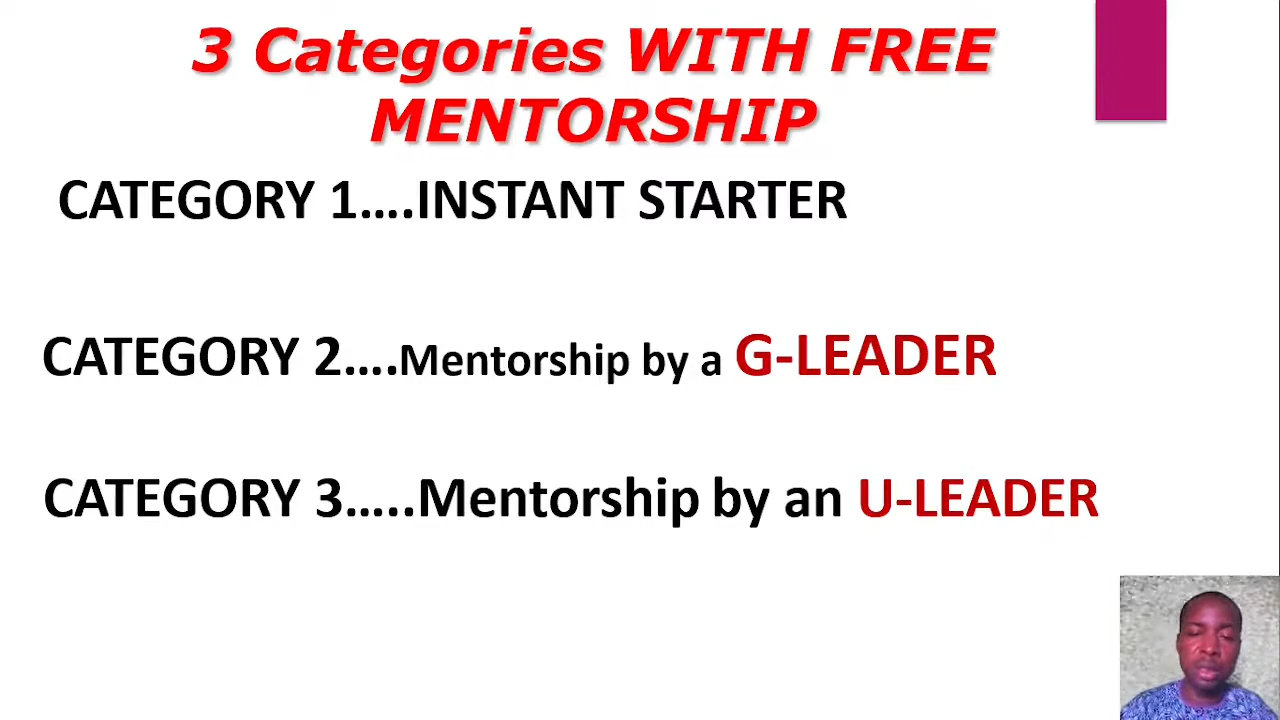 3 Categories WITH FREE
MENTORSHIP
CATEGORY 1....INSTANT STARTER
CATEGORY 2....Mentorship by a G-LEADER
CATEGORY 3.....Mentorship by an U-LEADER